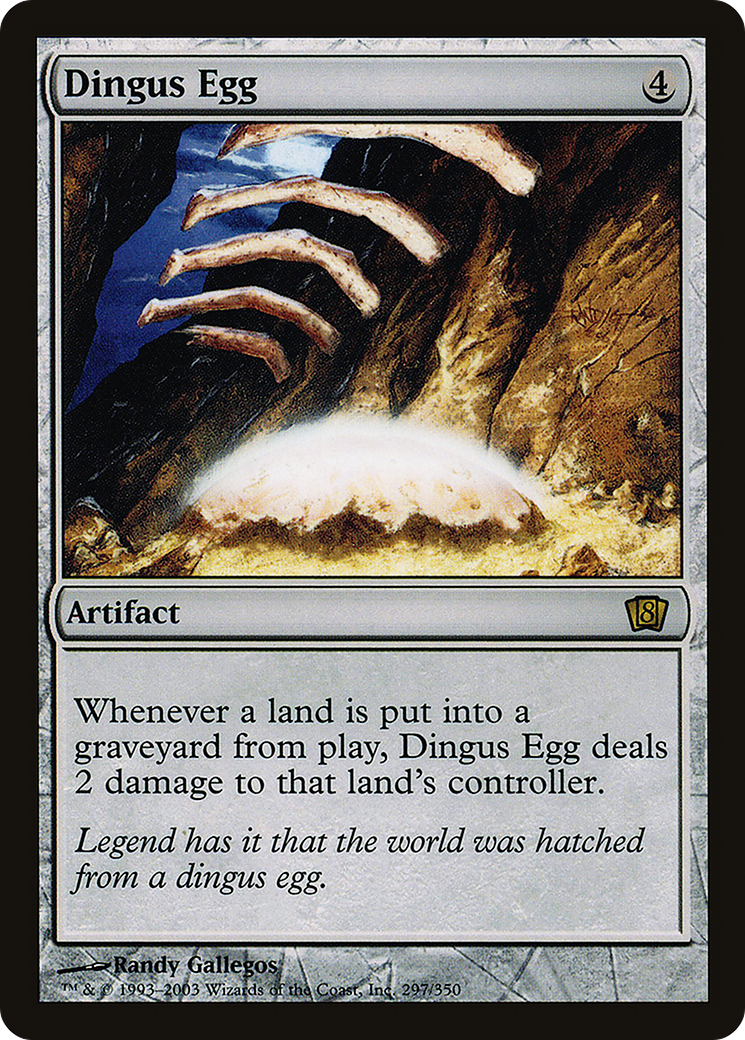 Dingus Egg 4
Artifact 8
Whenever a land is put into a
graveyard from play, Dingus Egg deals
2 damage to that land's controller.
Legend has it that the world was hatched
from a dingus egg.
Randy Gallegos
™ & © 1993–2003 Wizards of the Coast, Inc. 297/350